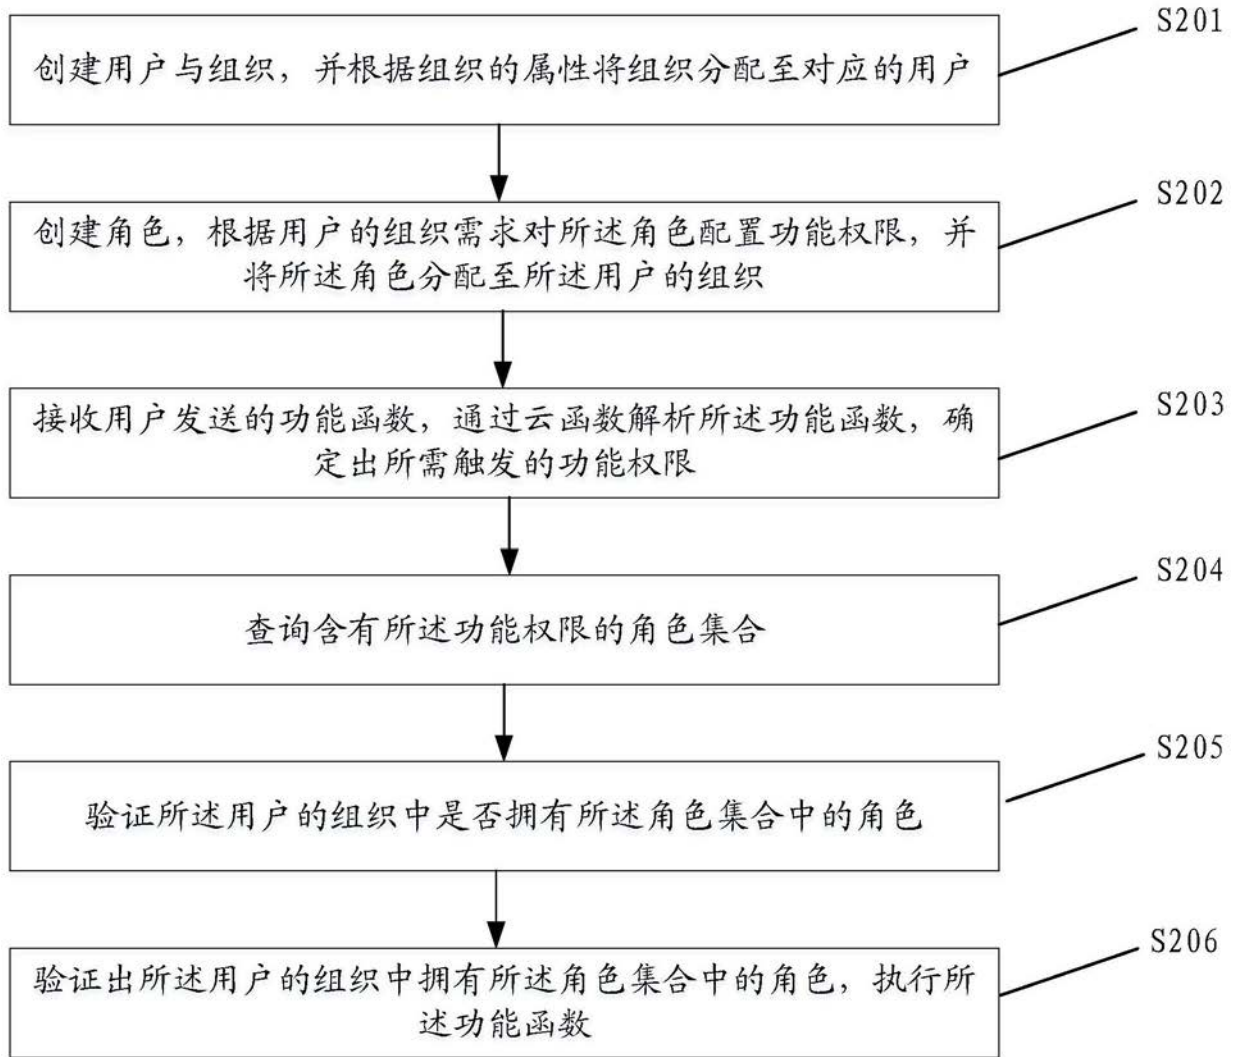 S201
创建用户与组织，并根据组织的属性将组织分配至对应的用户
S202
创建角色，根据用户的组织需求对所述角色配置功能权限，并
将所述角色分配至所述用户的组织
S203
接收用户发送的功能函数，通过云函数解析所述功能函数，确
定出所需触发的功能权限
S204
查询含有所述功能权限的角色集合
S205
验证所述用户的组织中是否拥有所述角色集合中的角色
S206
验证出所述用户的组织中拥有所述角色集合中的角色，执行所
述功能函数